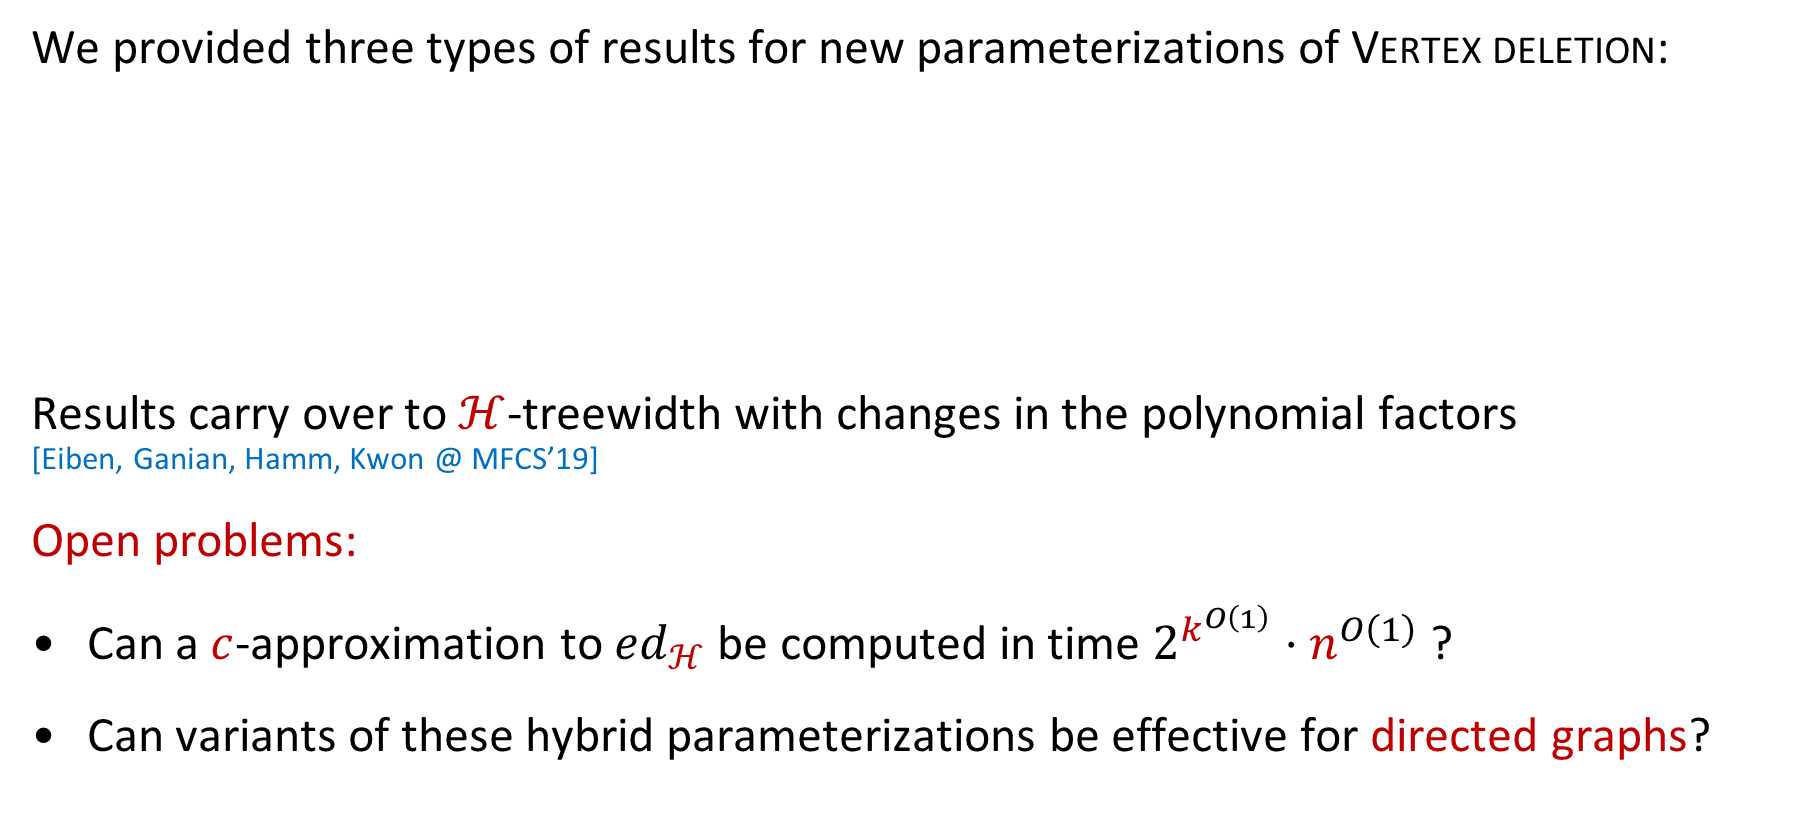 We provided three types of results for new parameterizations of VERTEX DELETION:
Results carry over to ℋ-treewidth with changes in the polynomial factors
[Eiben, Ganian, Hamm, Kwon @ MFCS’19]
Open problems:
• Can a c-approximation to ed_ℋ be computed in time 2^{k^{O(1)}} · n^{O(1)} ?
• Can variants of these hybrid parameterizations be effective for directed graphs?